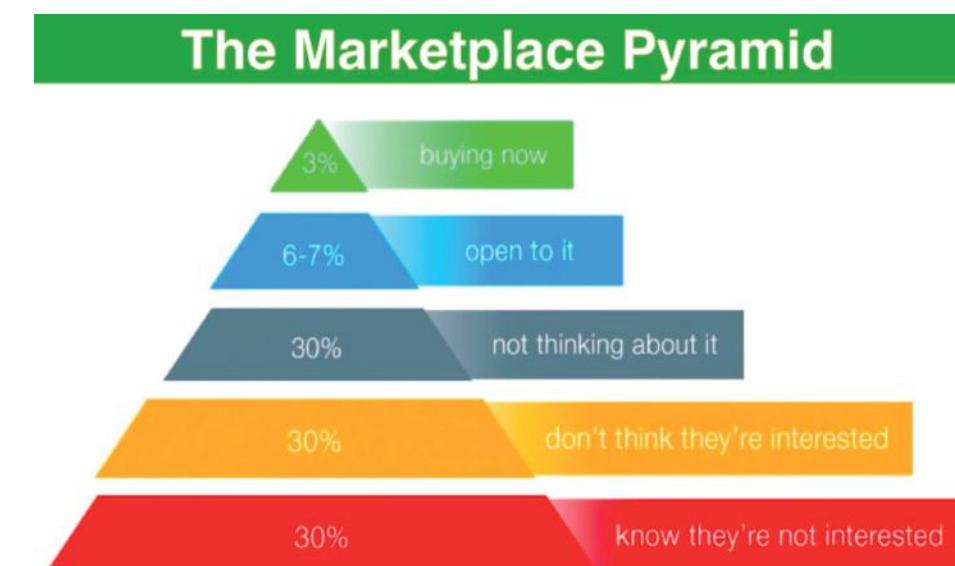 The Marketplace Pyramid
3% buying now
6-7% open to it
30% not thinking about it
30% don't think they're interested
30% know they're not interested